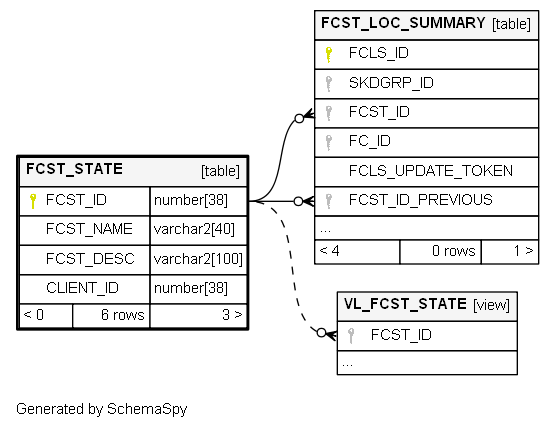 FCST_LOC_SUMMARY [table]
FCLS_ID
SKDGRP_ID
FCST_ID
FC_ID
FCLS_UPDATE_TOKEN
FCST_ID_PREVIOUS
...
< 4 0 rows 1 >
FCST_STATE [table]
FCST_ID number[38]
FCST_NAME varchar2[40]
FCST_DESC varchar2[100]
CLIENT_ID number[38]
< 0 6 rows 3 >
VL_FCST_STATE [view]
FCST_ID
...
Generated by SchemaSpy